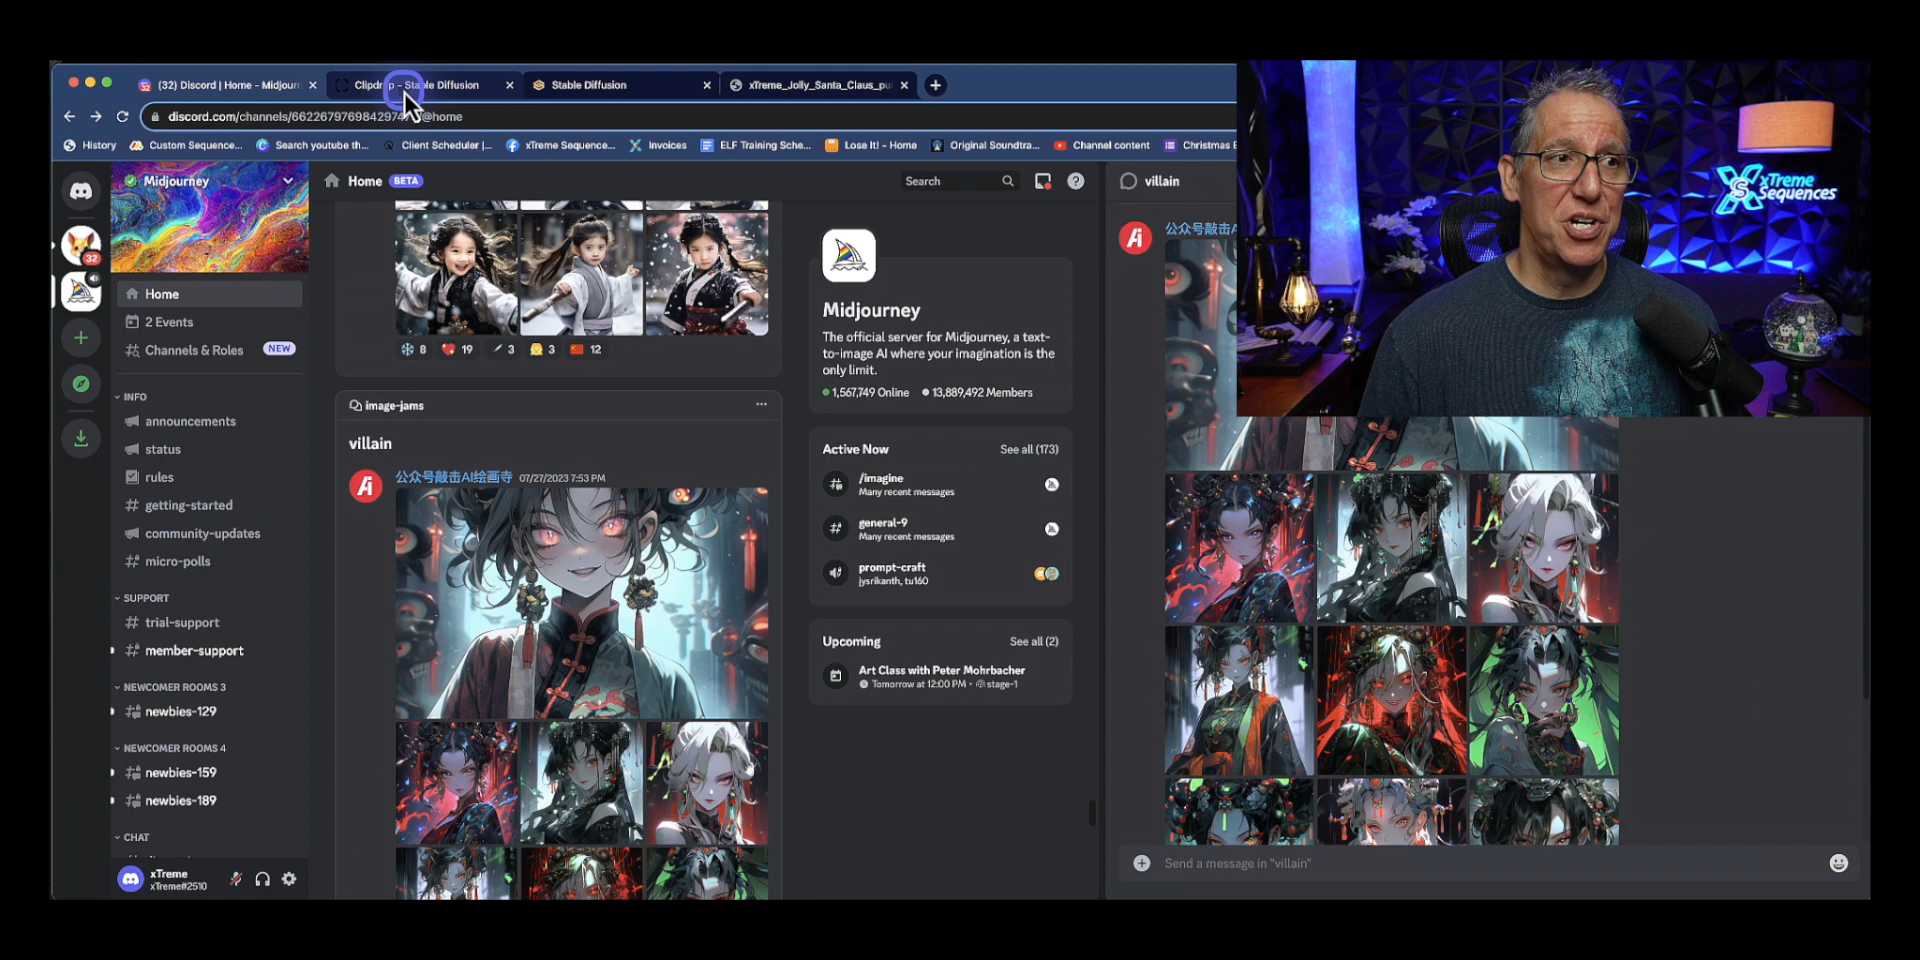 (32) Discord | Home - Midjourn
Clipdrop - Stable Diffusion
Stable Diffusion
xTreme_Jolly_Santa_Claus_pu
discord.com/channels/
@home
History
Custom Sequence...
Search youtube th...
Client Scheduler |...
xTreme Sequence...
Invoices
ELF Training Sche...
Lose It! - Home
Original Soundtra...
Channel content
Christmas
Midjourney
Home BETA
Search
villain
xTreme
Sequences
32
Home
2 Events
Channels & Roles NEW
INFO
announcements
status
rules
getting-started
community-updates
micro-polls
SUPPORT
trial-support
member-support
NEWCOMER ROOMS 3
newbies-129
NEWCOMER ROOMS 4
newbies-159
newbies-189
CHAT
xTreme
xTreme#2510
8 19 3 3 12
image-jams
villain
公众号敲击AI绘画寺 07/27/2023 7:53 PM
Midjourney
The official server for Midjourney, a text-
to-image AI where your imagination is the
only limit.
1,567,749 Online 13,889,492 Members
Active Now See all (173)
/imagine
Many recent messages
general-9
Many recent messages
prompt-craft
jysrikanth, tu160
Upcoming See all (2)
Art Class with Peter Mohrbacher
Tomorrow at 12:00 PM • stage-1
公众号敲击
Send a message in "villain"